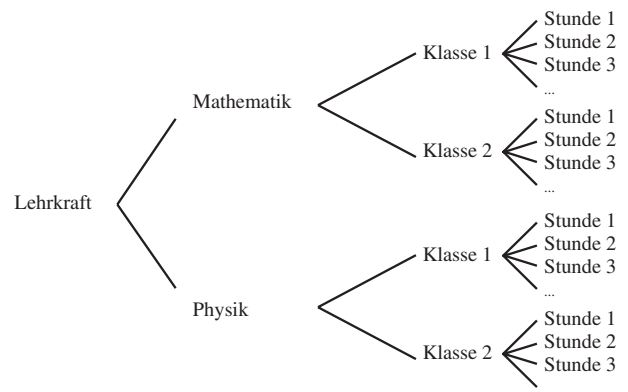 Lehrkraft
Mathematik
Klasse 1
Stunde 1
Stunde 2
Stunde 3
...
Klasse 2
Stunde 1
Stunde 2
Stunde 3
...
Physik
Klasse 1
Stunde 1
Stunde 2
Stunde 3
...
Klasse 2
Stunde 1
Stunde 2
Stunde 3